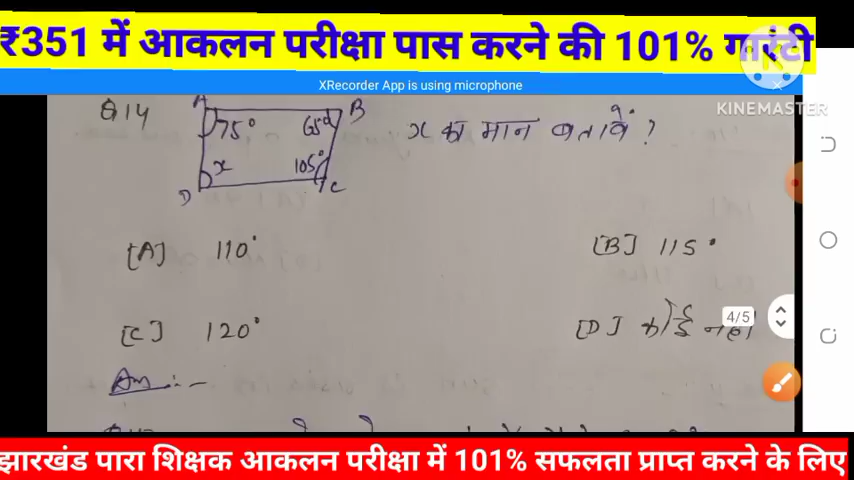 ₹351 में आकलन परीक्षा पास करने की 101% गारंटी
XRecorder App is using microphone
KINEMASTER
Q14
A B
75° 65°
x 105°
D C
x का मान बतावें ?
[A] 110°
[B] 115°
[C] 120°
[D] कोई नहीं
4/5
Ans:-
झारखंड पारा शिक्षक आकलन परीक्षा में 101% सफलता प्राप्त करने के लिए